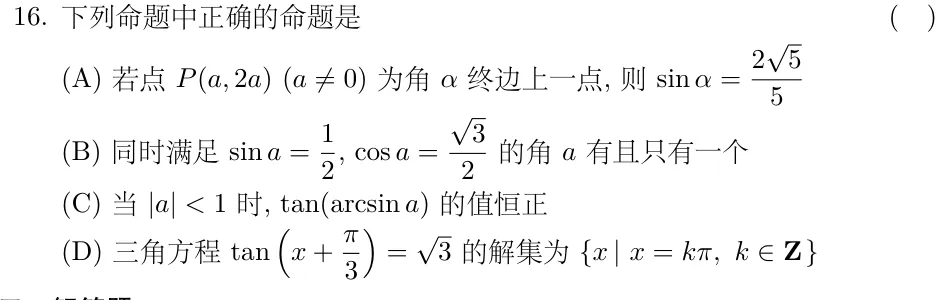 16. 下列命题中正确的命题是 ( )
(A) 若点 P(a, 2a) (a ≠ 0) 为角 α 终边上一点, 则 sin α = 2√5/5
(B) 同时满足 sin a = 1/2, cos a = √3/2 的角 a 有且只有一个
(C) 当 |a| < 1 时, tan(arcsin a) 的值恒正
(D) 三角方程 tan(x + π/3) = √3 的解集为 {x | x = kπ, k ∈ Z}